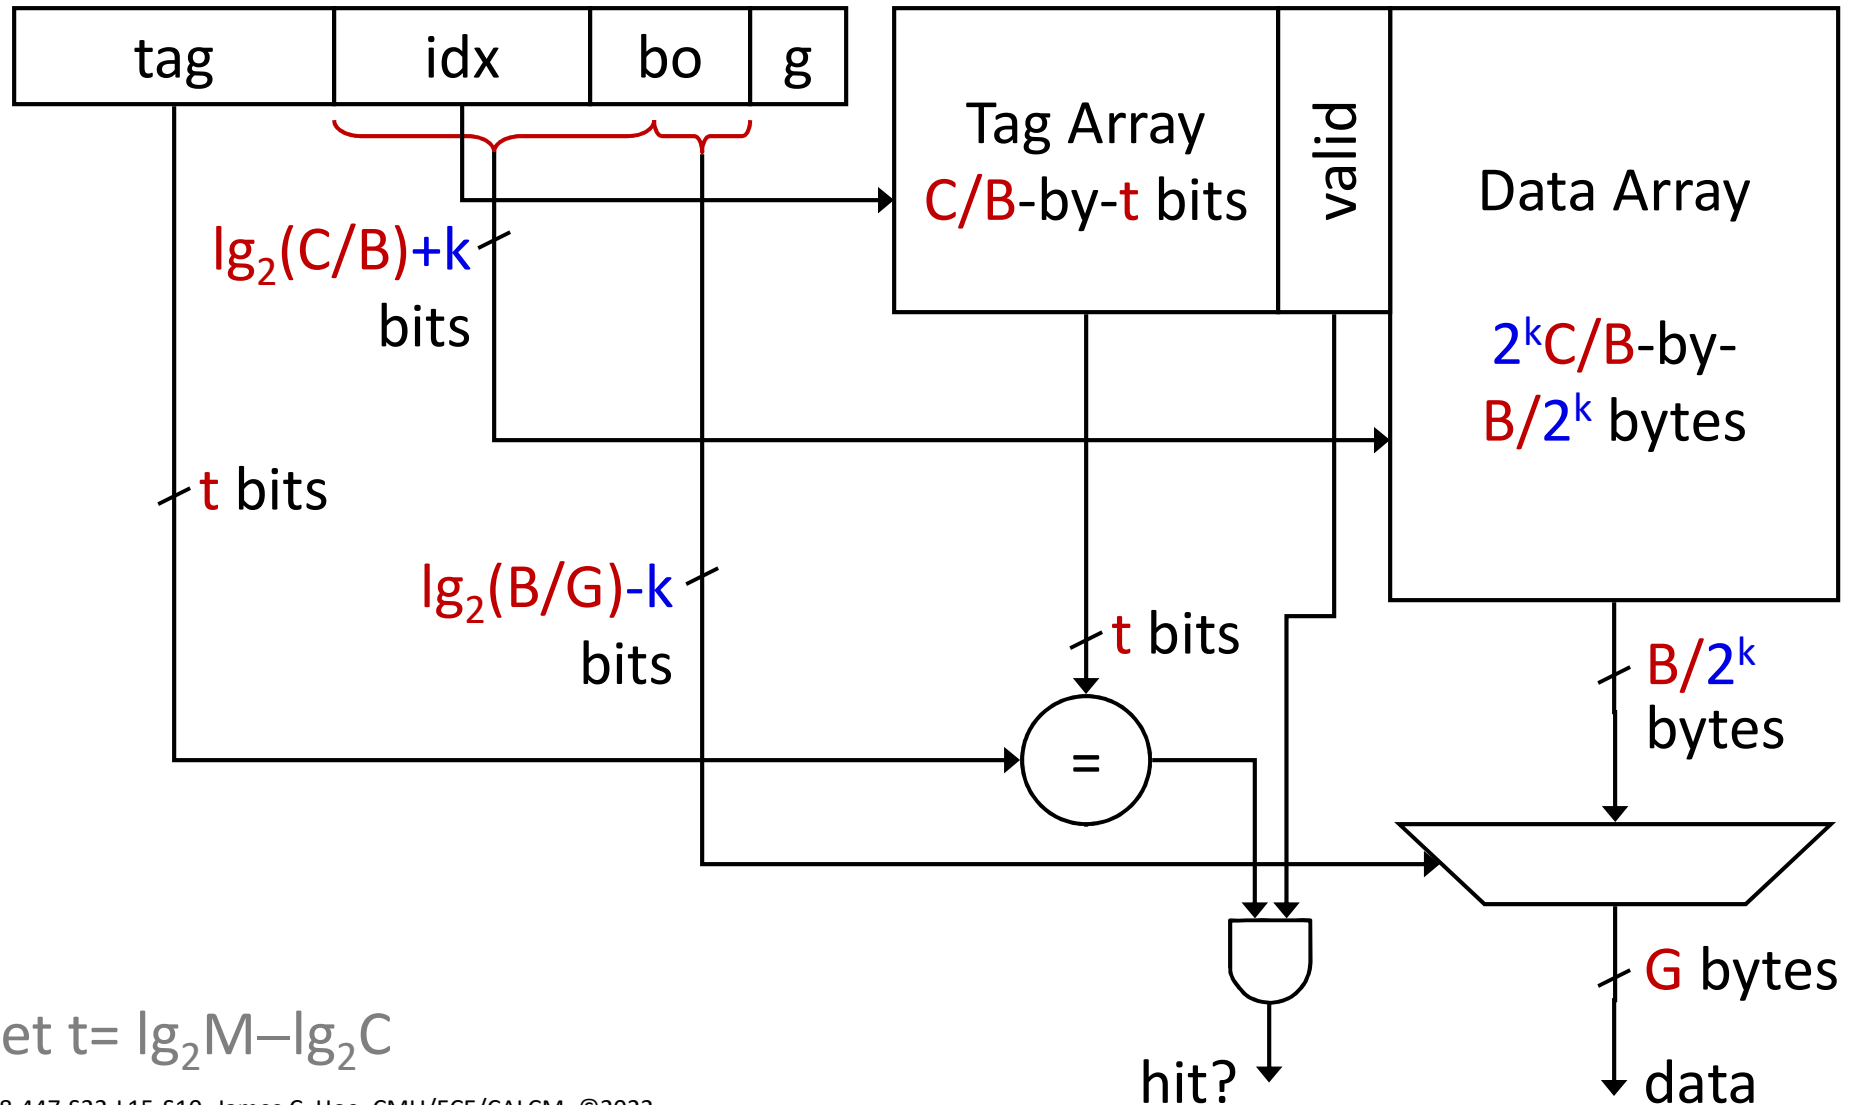 tag idx bo g
Tag Array
C/B-by-t bits
valid
Data Array
2ᵏC/B-by-
B/2ᵏ bytes
lg₂(C/B)+k
bits
t bits
lg₂(B/G)-k
bits
t bits
B/2ᵏ
bytes
=
G bytes
et t= lg₂M–lg₂C
hit?
data